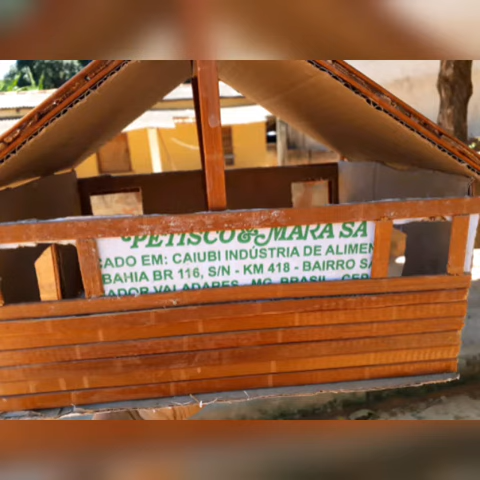 PETISCO & MARA SA
CADO EM: CAIUBI INDÚSTRIA DE ALIMEN
BAHIA BR 116, S/N - KM 418 - BAIRRO SA
ADOR VALADARES - MG, BRASIL - CEP